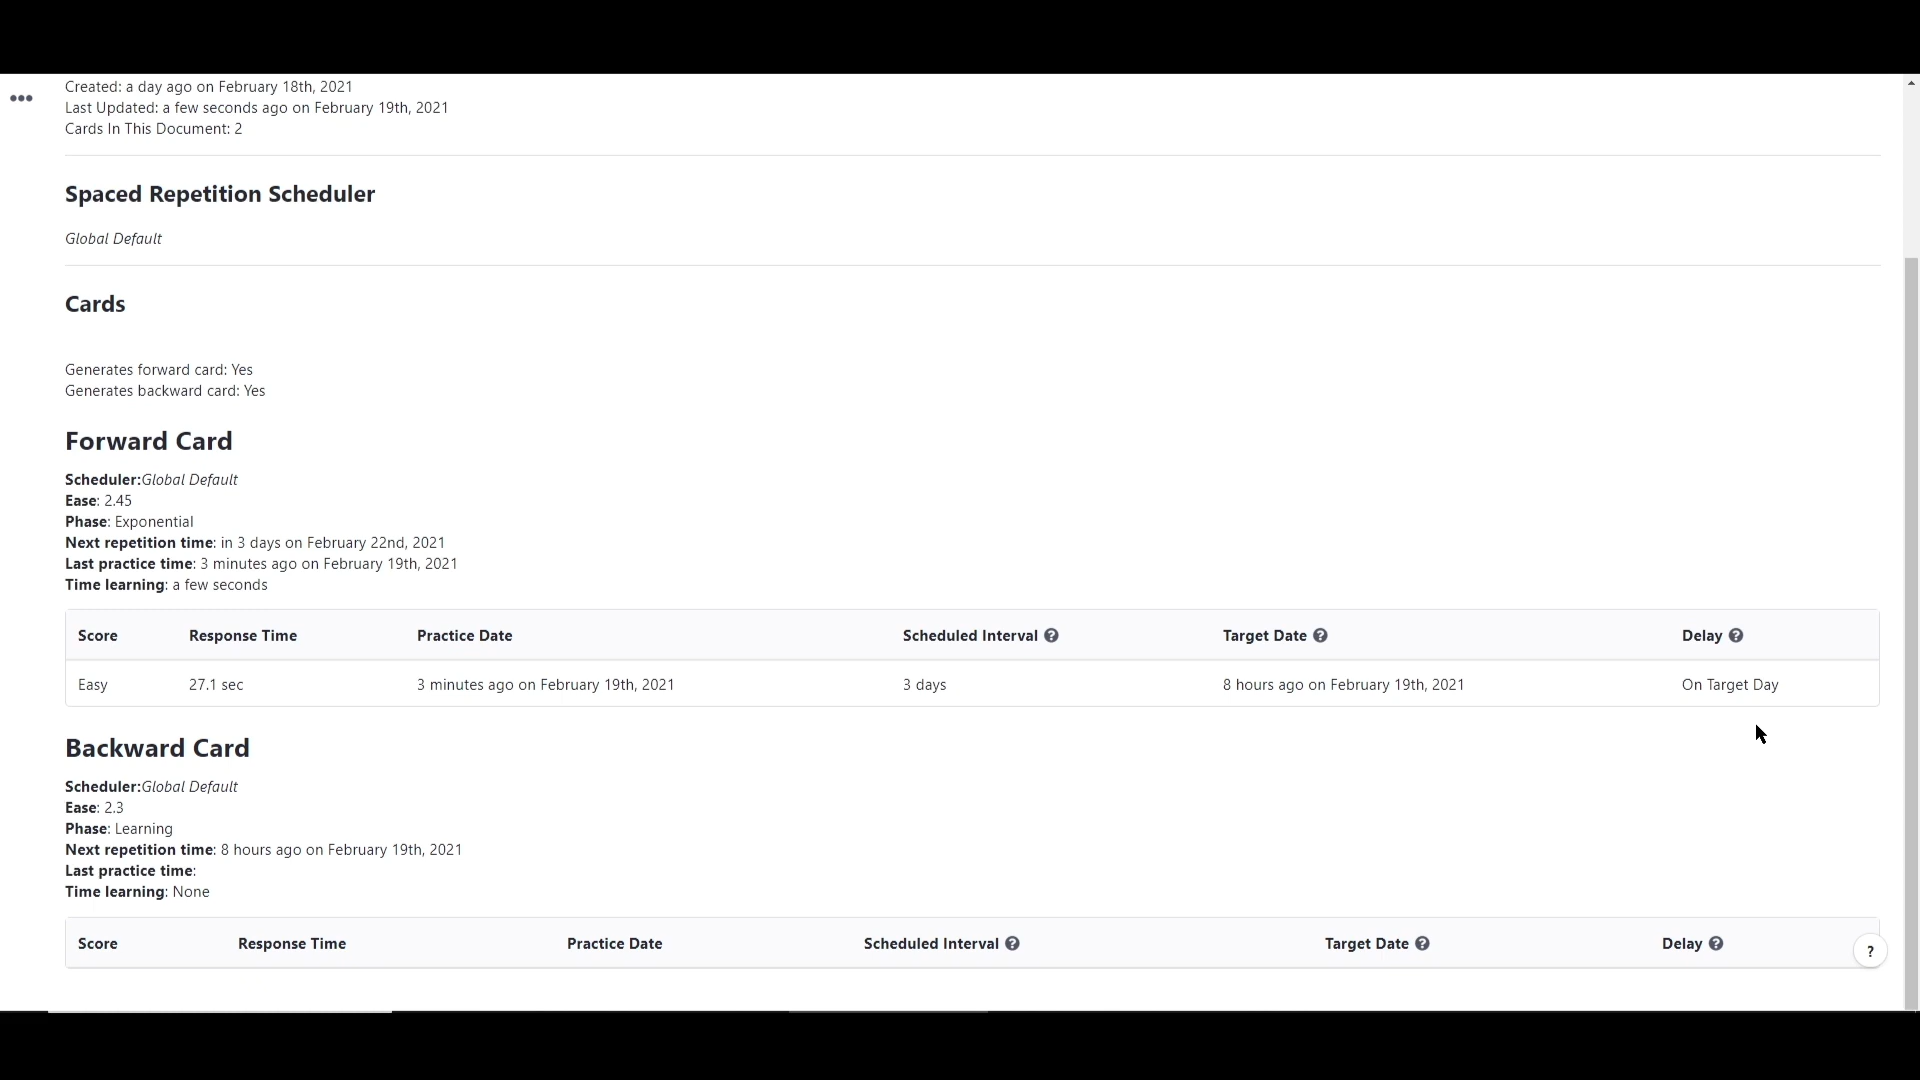 Created: a day ago on February 18th, 2021
Last Updated: a few seconds ago on February 19th, 2021
Cards In This Document: 2
Spaced Repetition Scheduler
Global Default
Cards
Generates forward card: Yes
Generates backward card: Yes
Forward Card
Scheduler:Global Default
Ease: 2.45
Phase: Exponential
Next repetition time: in 3 days on February 22nd, 2021
Last practice time: 3 minutes ago on February 19th, 2021
Time learning: a few seconds
Score Response Time Practice Date Scheduled Interval ? Target Date ? Delay ?
Easy 27.1 sec 3 minutes ago on February 19th, 2021 3 days 8 hours ago on February 19th, 2021 On Target Day
Backward Card
Scheduler:Global Default
Ease: 2.3
Phase: Learning
Next repetition time: 8 hours ago on February 19th, 2021
Last practice time:
Time learning: None
Score Response Time Practice Date Scheduled Interval ? Target Date ? Delay ?
?